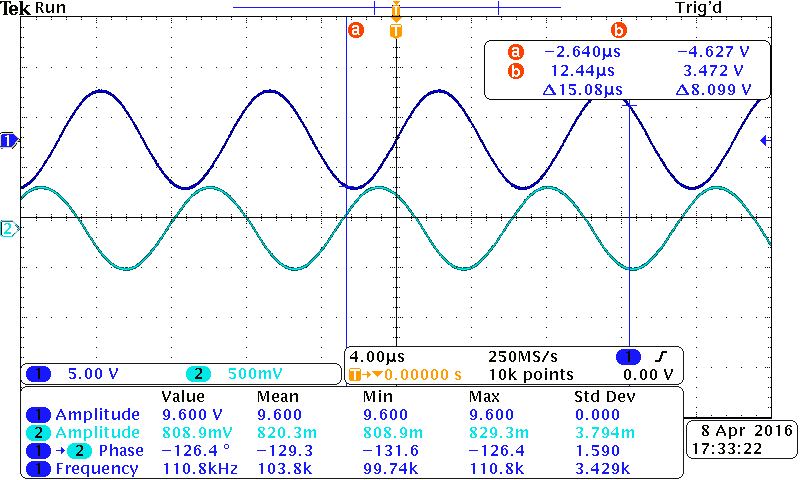 Tek Run Trig'd
T
a T b
a −2.640µs −4.627 V
b 12.44µs 3.472 V
Δ15.08µs Δ8.099 V
1
2
1 5.00 V 2 500mV
4.00µs 250MS/s 1
T→▼0.00000 s 10k points 0.00 V
Value Mean Min Max Std Dev
1 Amplitude 9.600 V 9.600 9.600 9.600 0.000
2 Amplitude 808.9mV 820.3m 808.9m 829.3m 3.794m
1 → 2 Phase −126.4 ° −129.3 −131.6 −126.4 1.590
1 Frequency 110.8kHz 103.8k 99.74k 110.8k 3.429k
8 Apr 2016
17:33:22